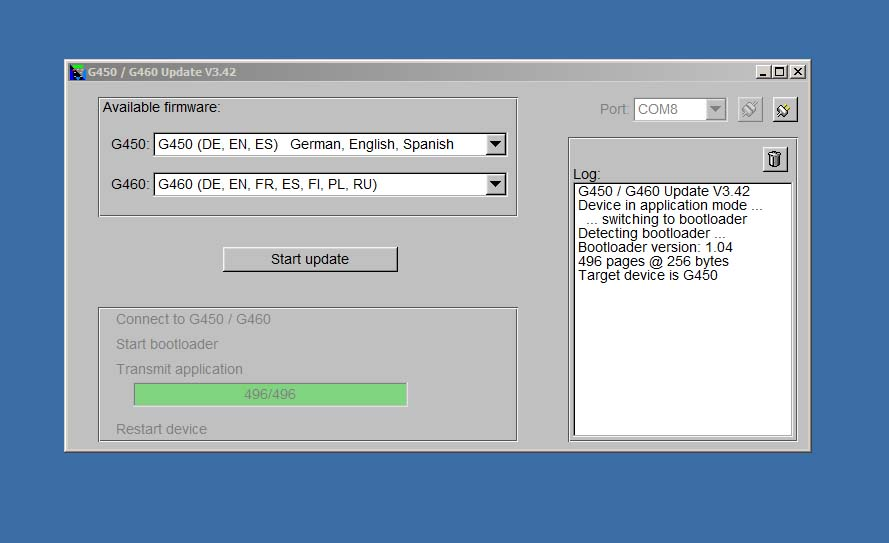 G450 / G460 Update V3.42
Available firmware:
G450: G450 (DE, EN, ES)   German, English, Spanish
G460: G460 (DE, EN, FR, ES, FI, PL, RU)
Start update
Connect to G450 / G460
Start bootloader
Transmit application
496/496
Restart device
Port: COM8
Log:
G450 / G460 Update V3.42
Device in application mode ...
... switching to bootloader
Detecting bootloader ...
Bootloader version: 1.04
496 pages @ 256 bytes
Target device is G450